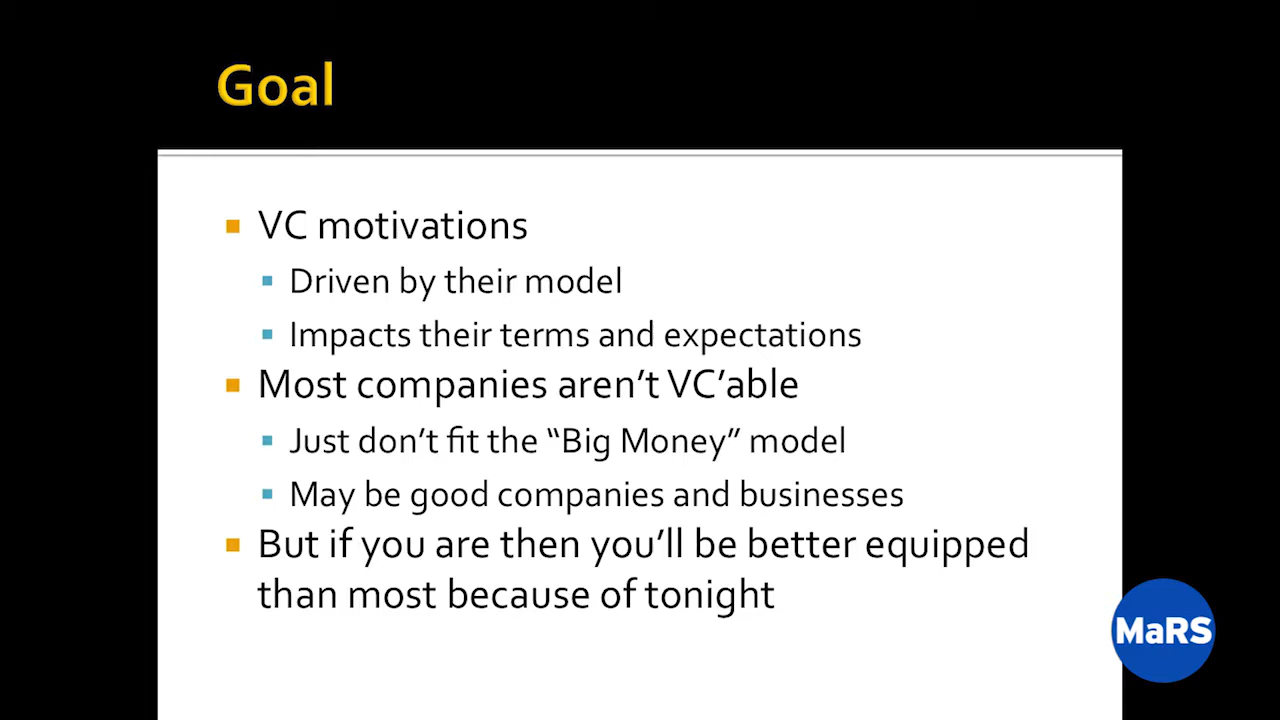 Goal
VC motivations
Driven by their model
Impacts their terms and expectations
Most companies aren’t VC’able
Just don’t fit the “Big Money” model
May be good companies and businesses
But if you are then you’ll be better equipped
than most because of tonight
MaRS